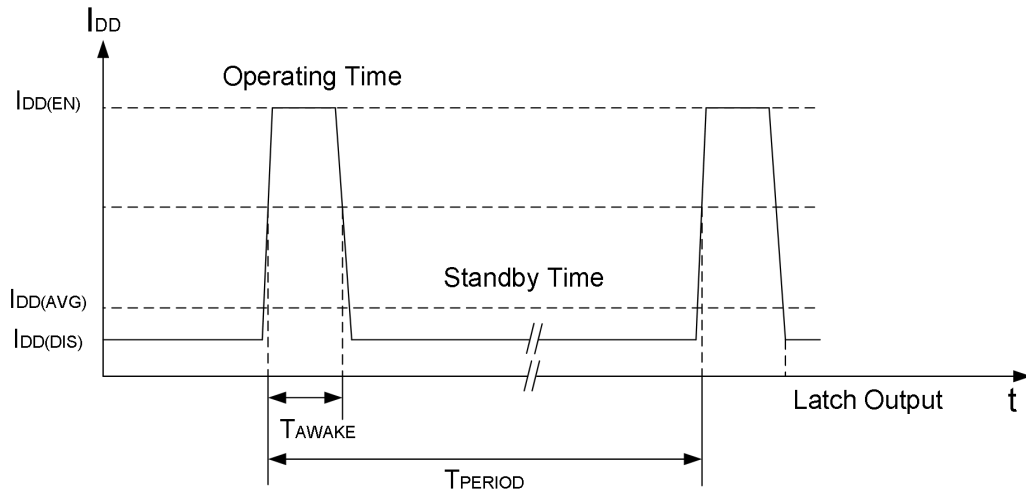 IDD
Operating Time
IDD(EN)
Standby Time
IDD(AVG)
IDD(DIS)
Latch Output
t
TAWAKE
TPERIOD